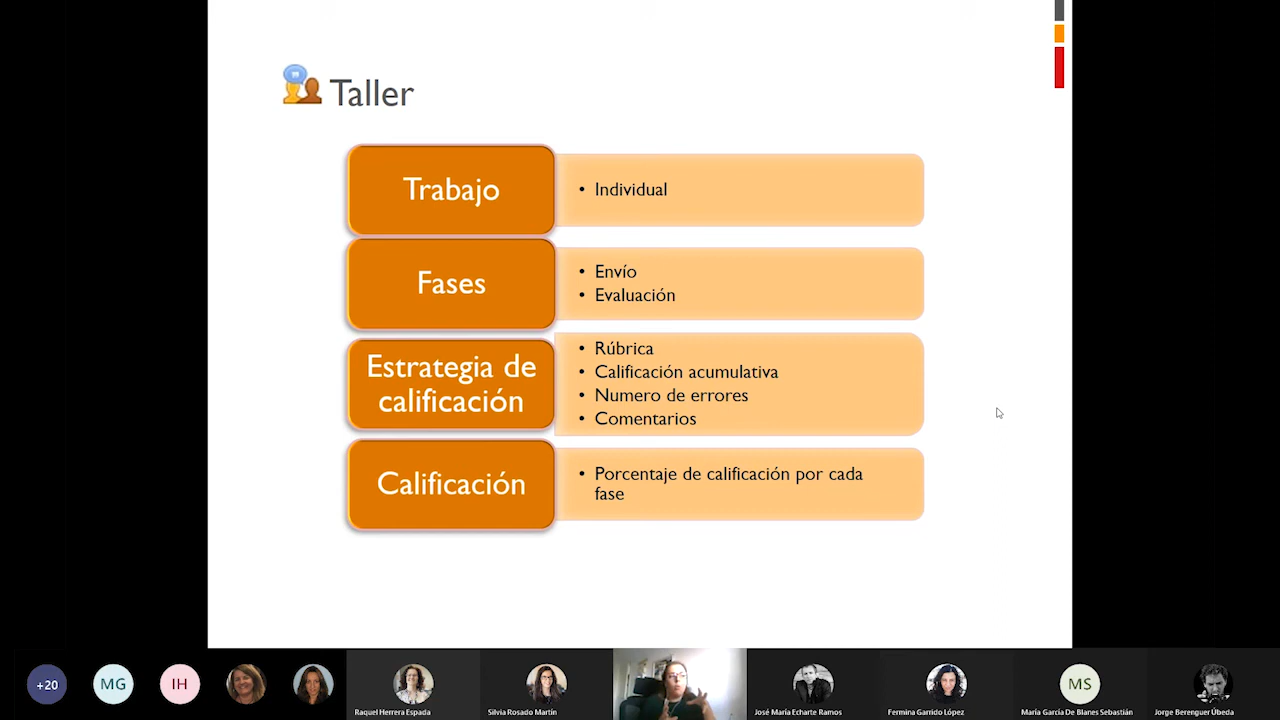 Taller
Trabajo
• Individual
Fases
• Envío
• Evaluación
Estrategia de
calificación
• Rúbrica
• Calificación acumulativa
• Numero de errores
• Comentarios
Calificación
• Porcentaje de calificación por cada
fase
+20
MG
IH
Raquel Herrera Espada
Silvia Rosado Martín
José María Echarte Ramos
Fermina Garrido López
MS
María García De Blanes Sebastián
Jorge Berenguer Úbeda